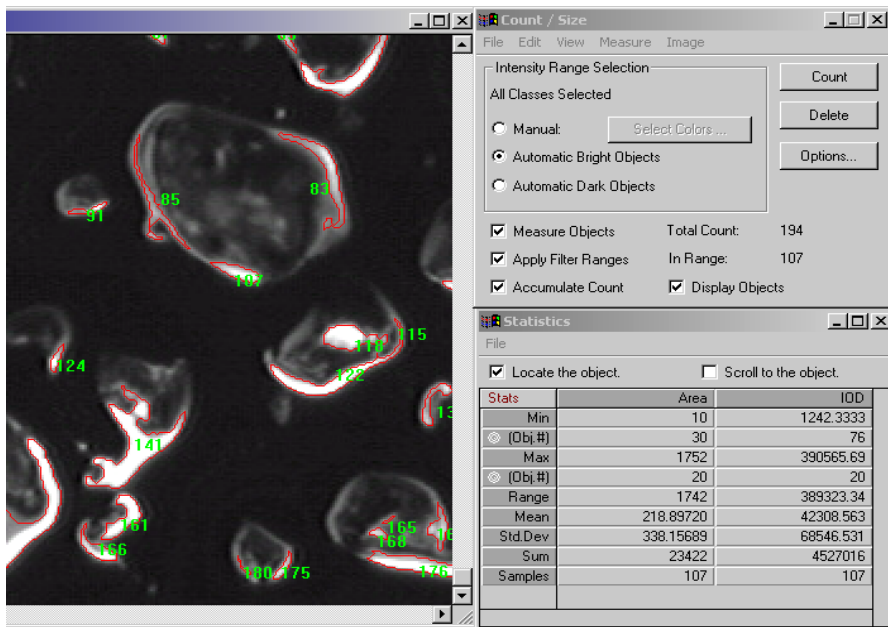 Count / Size
File Edit View Measure Image
Intensity Range Selection
All Classes Selected
Manual: Select Colors ...
Automatic Bright Objects
Automatic Dark Objects
Count
Delete
Options...
Measure Objects Total Count: 194
Apply Filter Ranges In Range: 107
Accumulate Count Display Objects
Statistics
File
Locate the object. Scroll to the object.
Stats Area IOD
Min 10 1242.3333
(Obj.#) 30 76
Max 1752 390565.69
(Obj.#) 20 20
Range 1742 389323.34
Mean 218.89720 42308.563
Std.Dev 338.15689 68546.531
Sum 23422 4527016
Samples 107 107
83
85
91
107
115
118
122
124
141
161
166
165
168
180
175
176